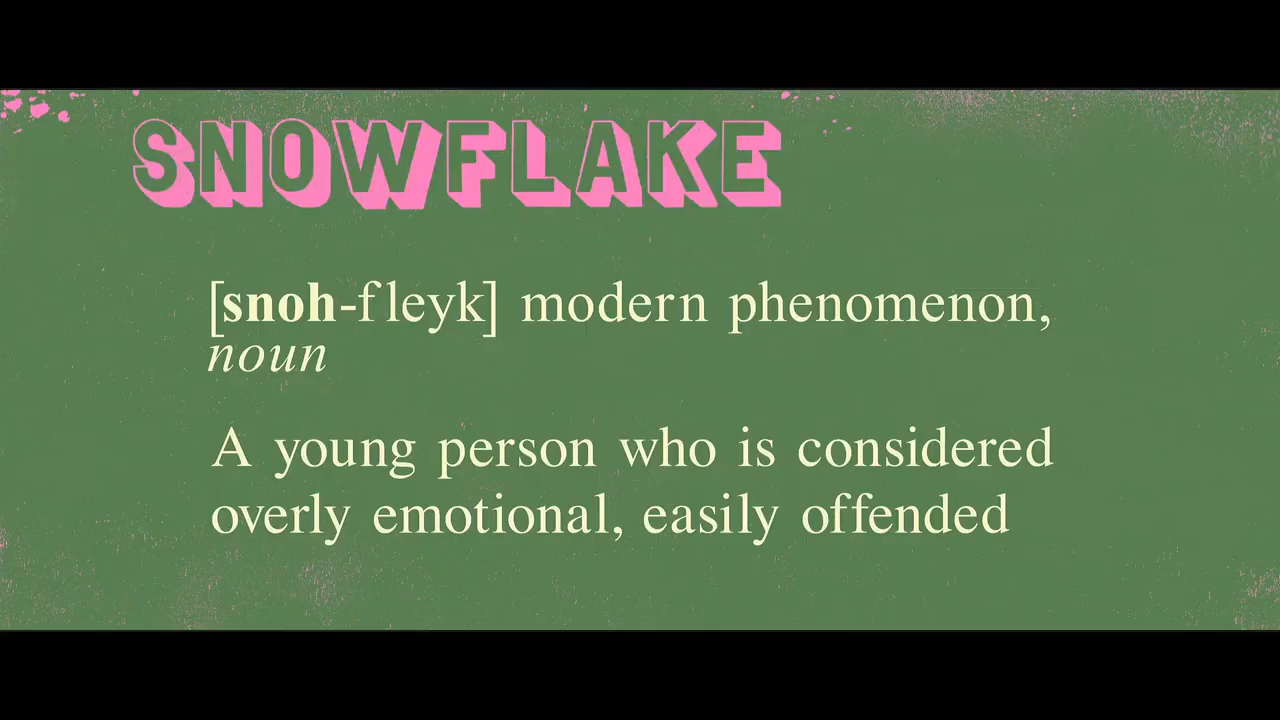 SNOWFLAKE
[snoh-fleyk] modern phenomenon,
noun
A young person who is considered
overly emotional, easily offended